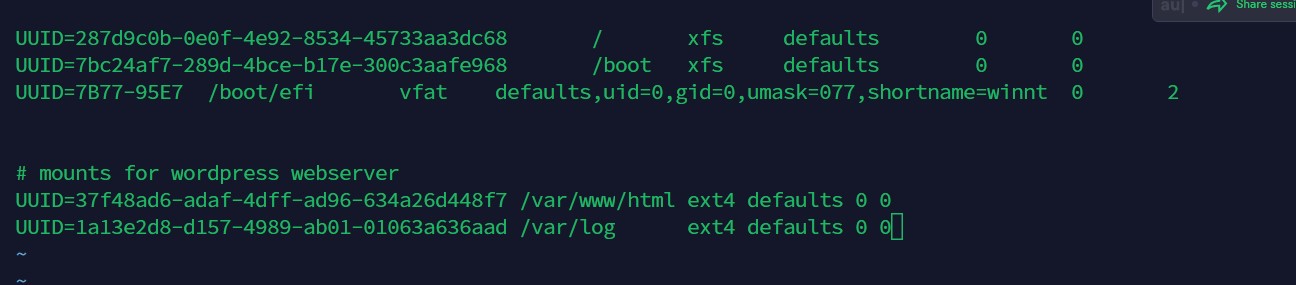 au| • Share sessi
UUID=287d9c0b-0e0f-4e92-8534-45733aa3dc68 / xfs defaults 0 0
UUID=7bc24af7-289d-4bce-b17e-300c3aafe968 /boot xfs defaults 0 0
UUID=7B77-95E7 /boot/efi vfat defaults,uid=0,gid=0,umask=077,shortname=winnt 0 2
# mounts for wordpress webserver
UUID=37f48ad6-adaf-4dff-ad96-634a26d448f7 /var/www/html ext4 defaults 0 0
UUID=1a13e2d8-d157-4989-ab01-01063a636aad /var/log ext4 defaults 0 0
~
~